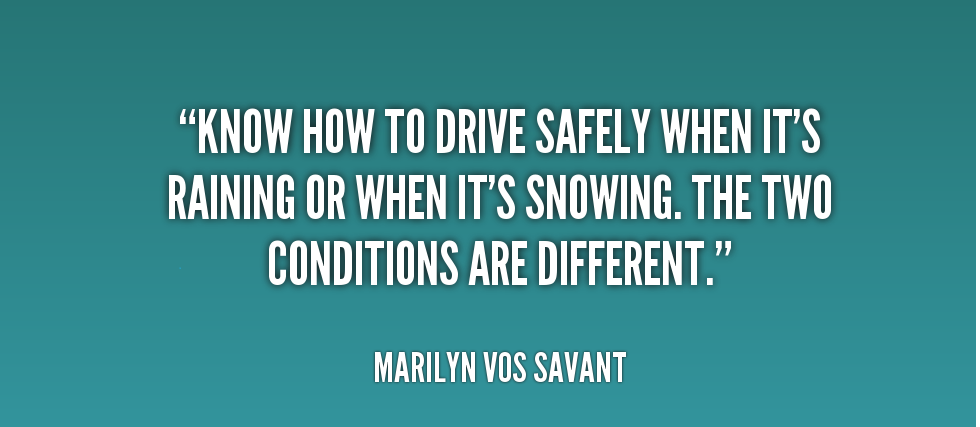 “KNOW HOW TO DRIVE SAFELY WHEN IT’S
RAINING OR WHEN IT’S SNOWING. THE TWO
CONDITIONS ARE DIFFERENT.”
MARILYN VOS SAVANT